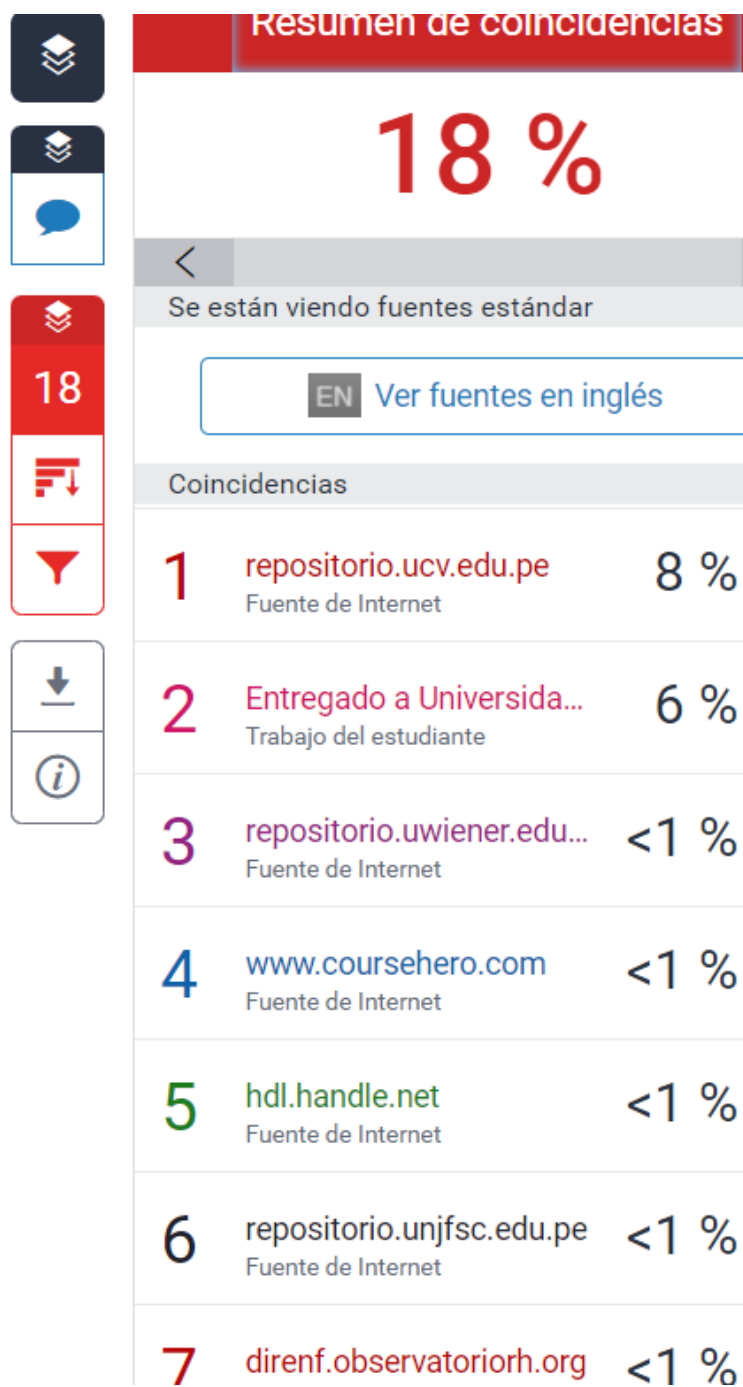 Resumen de coincidencias
18 %
Se están viendo fuentes estándar
EN Ver fuentes en inglés
18
Coincidencias
1 repositorio.ucv.edu.pe 8 %
Fuente de Internet
2 Entregado a Universida... 6 %
Trabajo del estudiante
3 repositorio.uwiener.edu... <1 %
Fuente de Internet
4 www.coursehero.com <1 %
Fuente de Internet
5 hdl.handle.net <1 %
Fuente de Internet
6 repositorio.unjfsc.edu.pe <1 %
Fuente de Internet
7 direnf.observatoriorh.org <1 %